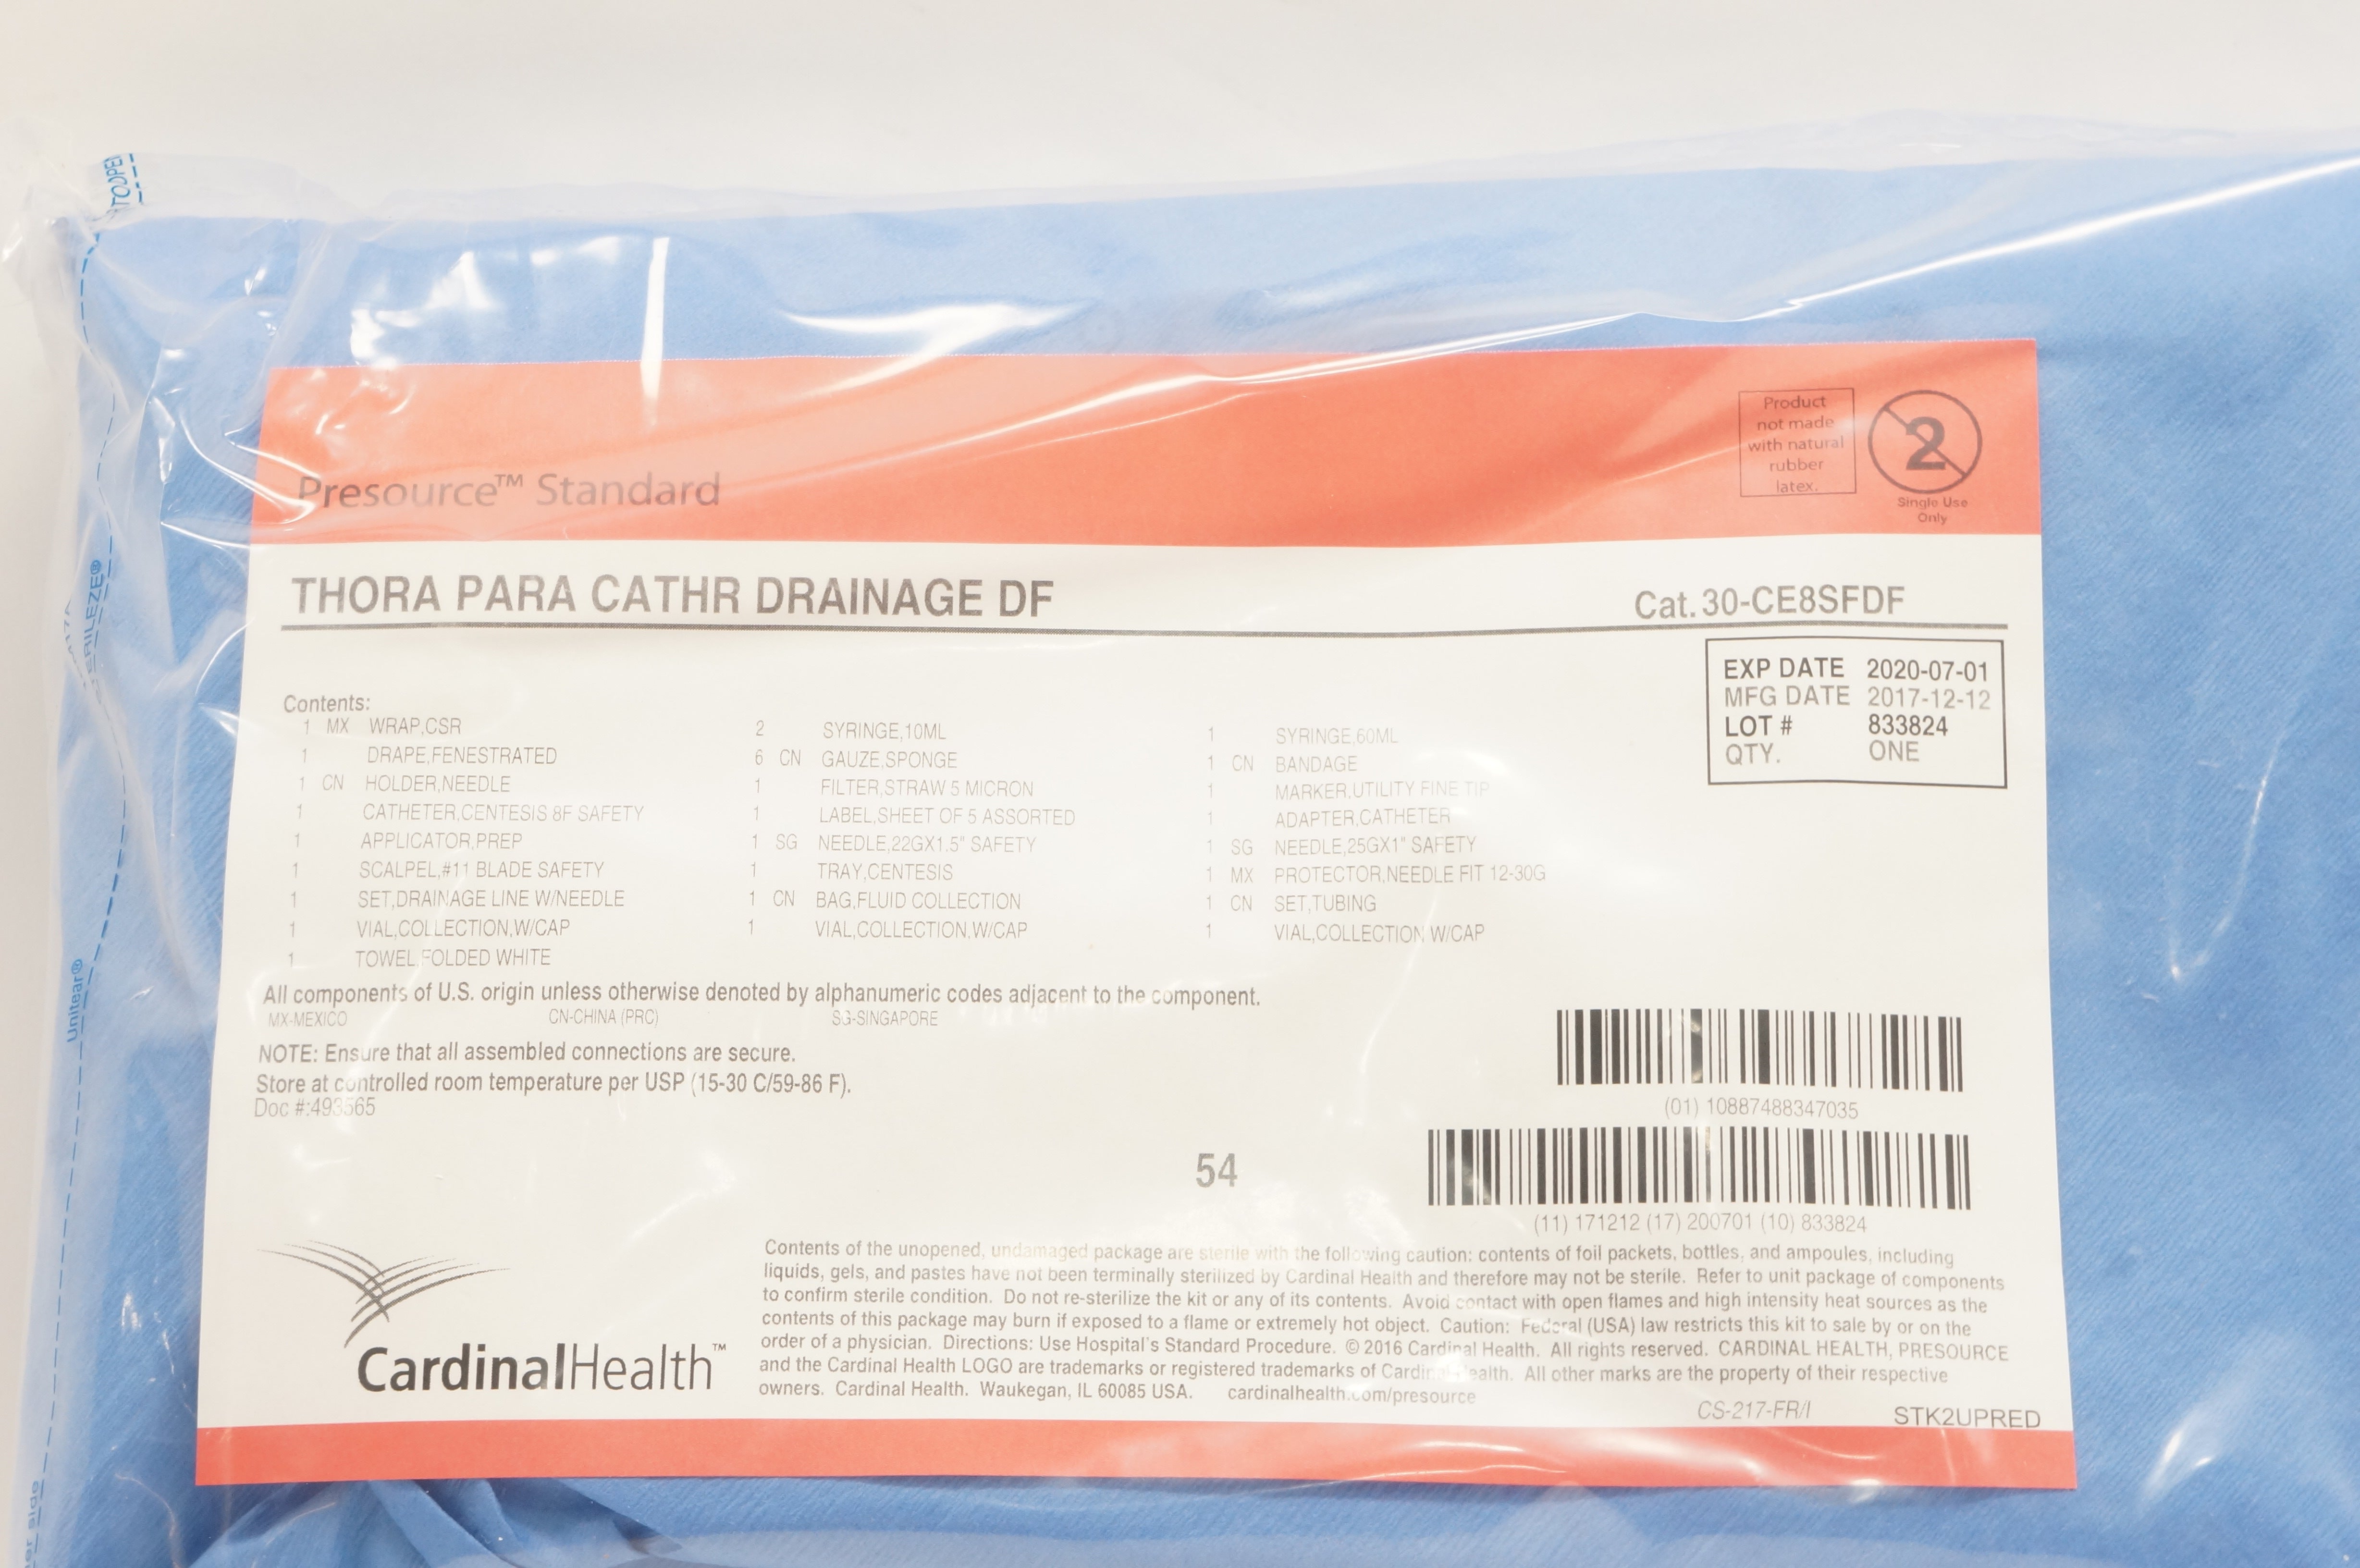 TO OPEN
STERILEZE®
Unitear®
Presource™ Standard
Product
not made
with natural
rubber
latex.
2
Single Use
Only
THORA PARA CATHR DRAINAGE DF
Cat. 30-CE8SFDF
EXP DATE 2020-07-01
MFG DATE 2017-12-12
LOT # 833824
QTY. ONE
Contents:
1 MX WRAP,CSR
1 DRAPE,FENESTRATED
1 CN HOLDER,NEEDLE
1 CATHETER,CENTESIS 8F SAFETY
1 APPLICATOR,PREP
1 SCALPEL,#11 BLADE SAFETY
1 SET,DRAINAGE LINE W/NEEDLE
1 VIAL,COLLECTION,W/CAP
1 TOWEL,FOLDED WHITE
2 SYRINGE,10ML
6 CN GAUZE,SPONGE
1 FILTER,STRAW 5 MICRON
1 LABEL,SHEET OF 5 ASSORTED
1 SG NEEDLE,22GX1.5" SAFETY
1 TRAY,CENTESIS
1 CN BAG,FLUID COLLECTION
1 VIAL,COLLECTION,W/CAP
1 SYRINGE,60ML
1 CN BANDAGE
1 MARKER,UTILITY FINE TIP
1 ADAPTER,CATHETER
1 SG NEEDLE,25GX1" SAFETY
1 MX PROTECTOR,NEEDLE FIT 12-30G
1 CN SET,TUBING
1 VIAL,COLLECTION,W/CAP
All components of U.S. origin unless otherwise denoted by alphanumeric codes adjacent to the component.
MX-MEXICO CN-CHINA (PRC) SG-SINGAPORE
NOTE: Ensure that all assembled connections are secure.
Store at controlled room temperature per USP (15-30 C/59-86 F).
Doc #:493565
(01) 10887488347035
54
(11) 171212 (17) 200701 (10) 833824
CardinalHealth™
Contents of the unopened, undamaged package are sterile with the following caution: contents of foil packets, bottles, and ampoules, including
liquids, gels, and pastes have not been terminally sterilized by Cardinal Health and therefore may not be sterile. Refer to unit package of components
to confirm sterile condition. Do not re-sterilize the kit or any of its contents. Avoid contact with open flames and high intensity heat sources as the
contents of this package may burn if exposed to a flame or extremely hot object. Caution: Federal (USA) law restricts this kit to sale by or on the
order of a physician. Directions: Use Hospital's Standard Procedure. © 2016 Cardinal Health. All rights reserved. CARDINAL HEALTH, PRESOURCE
and the Cardinal Health LOGO are trademarks or registered trademarks of Cardinal Health. All other marks are the property of their respective
owners. Cardinal Health. Waukegan, IL 60085 USA. cardinalhealth.com/presource
CS-217-FR/I
STK2UPRED